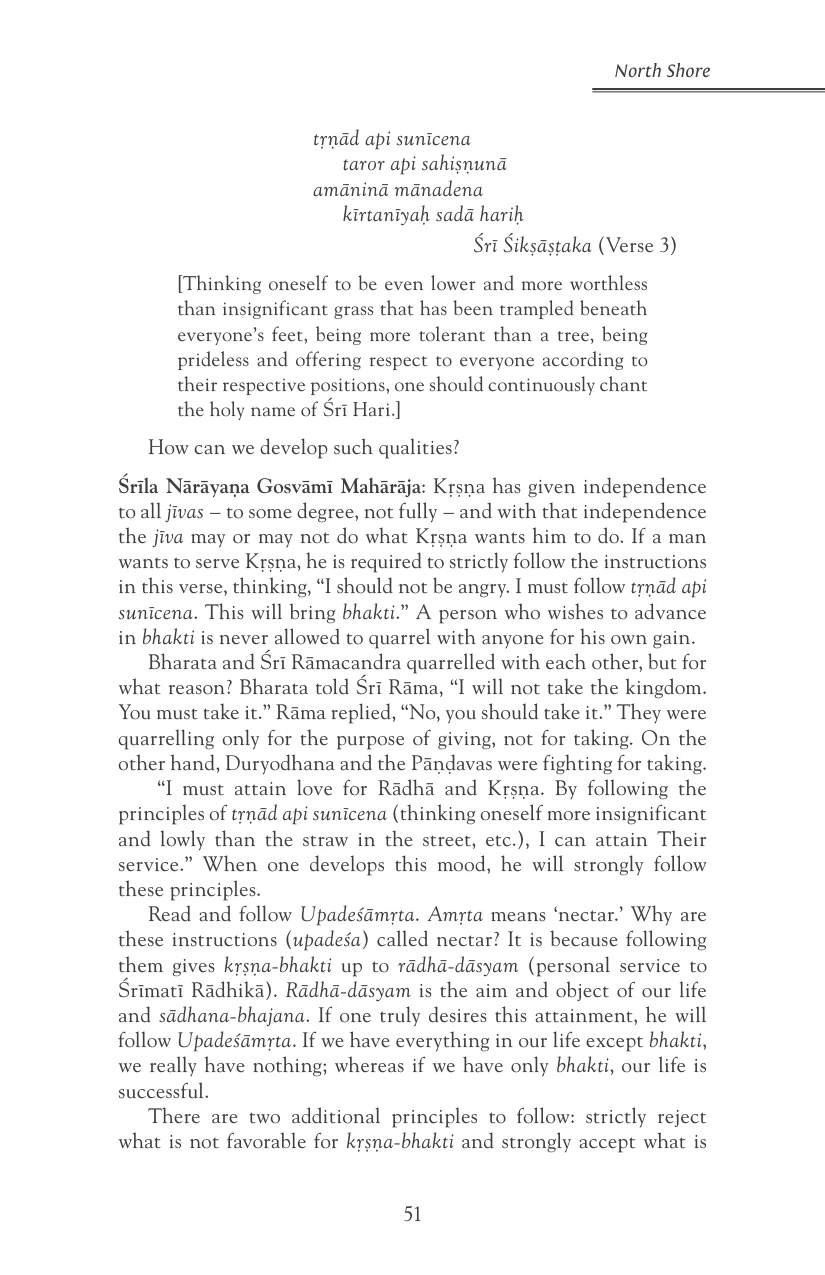 North Shore
tṛṇād api sunīcena
taror api sahiṣṇunā
amāninā mānadena
kīrtanīyaḥ sadā hariḥ
Śrī Śikṣāṣṭaka (Verse 3)
[Thinking oneself to be even lower and more worthless
than insignificant grass that has been trampled beneath
everyone’s feet, being more tolerant than a tree, being
prideless and offering respect to everyone according to
their respective positions, one should continuously chant
the holy name of Śrī Hari.]
How can we develop such qualities?
Śrīla Nārāyaṇa Gosvāmī Mahārāja: Kṛṣṇa has given independence
to all jīvas – to some degree, not fully – and with that independence
the jīva may or may not do what Kṛṣṇa wants him to do. If a man
wants to serve Kṛṣṇa, he is required to strictly follow the instructions
in this verse, thinking, “I should not be angry. I must follow tṛṇād api
sunīcena. This will bring bhakti.” A person who wishes to advance
in bhakti is never allowed to quarrel with anyone for his own gain.
Bharata and Śrī Rāmacandra quarrelled with each other, but for
what reason? Bharata told Śrī Rāma, “I will not take the kingdom.
You must take it.” Rāma replied, “No, you should take it.” They were
quarrelling only for the purpose of giving, not for taking. On the
other hand, Duryodhana and the Pāṇḍavas were fighting for taking.
“I must attain love for Rādhā and Kṛṣṇa. By following the
principles of tṛṇād api sunīcena (thinking oneself more insignificant
and lowly than the straw in the street, etc.), I can attain Their
service.” When one develops this mood, he will strongly follow
these principles.
Read and follow Upadeśāmṛta. Amṛta means ‘nectar.’ Why are
these instructions (upadeśa) called nectar? It is because following
them gives kṛṣṇa-bhakti up to rādhā-dāsyam (personal service to
Śrīmatī Rādhikā). Rādhā-dāsyam is the aim and object of our life
and sādhana-bhajana. If one truly desires this attainment, he will
follow Upadeśāmṛta. If we have everything in our life except bhakti,
we really have nothing; whereas if we have only bhakti, our life is
successful.
There are two additional principles to follow: strictly reject
what is not favorable for kṛṣṇa-bhakti and strongly accept what is
51